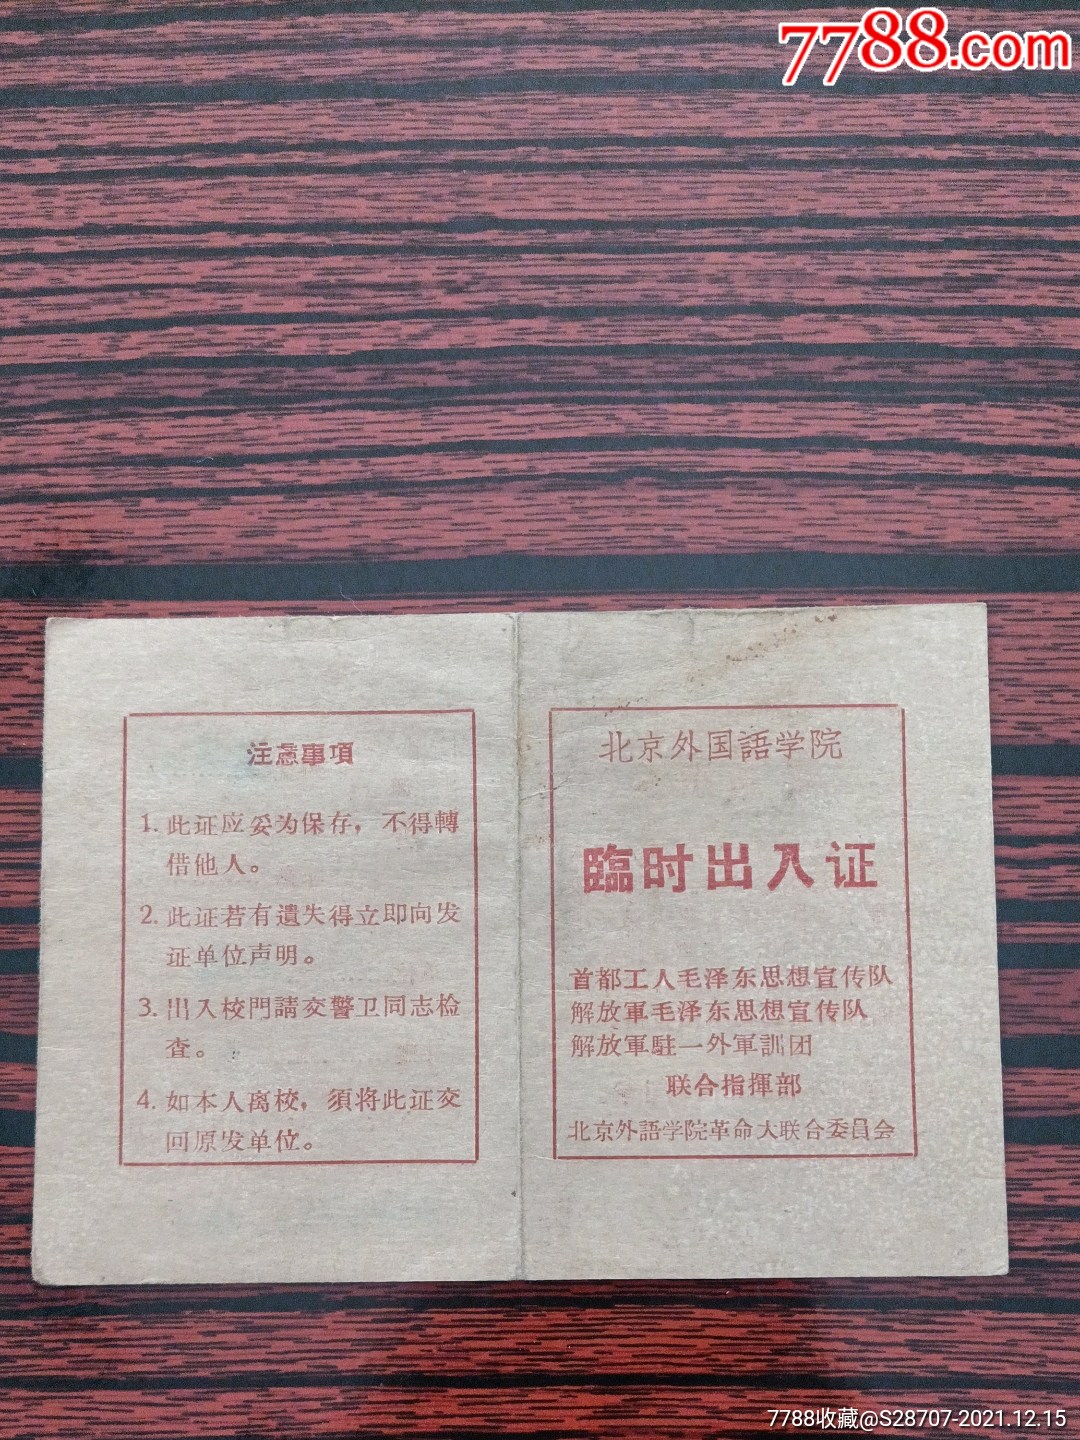 7788.com
注意事項
1. 此证应妥为保存，不得轉
借他人。
2. 此证若有遺失得立即向发
证单位声明。
3. 出入校門請交警卫同志检
查。
4. 如本人离校，須将此证交
回原发单位。
北京外国語学院
臨时出入证
首都工人毛泽东思想宣传队
解放軍毛泽东思想宣传队
解放軍駐一外軍訓团
联合指揮部
北京外語学院革命大联合委員会
7788收藏@S28707-2021.12.15